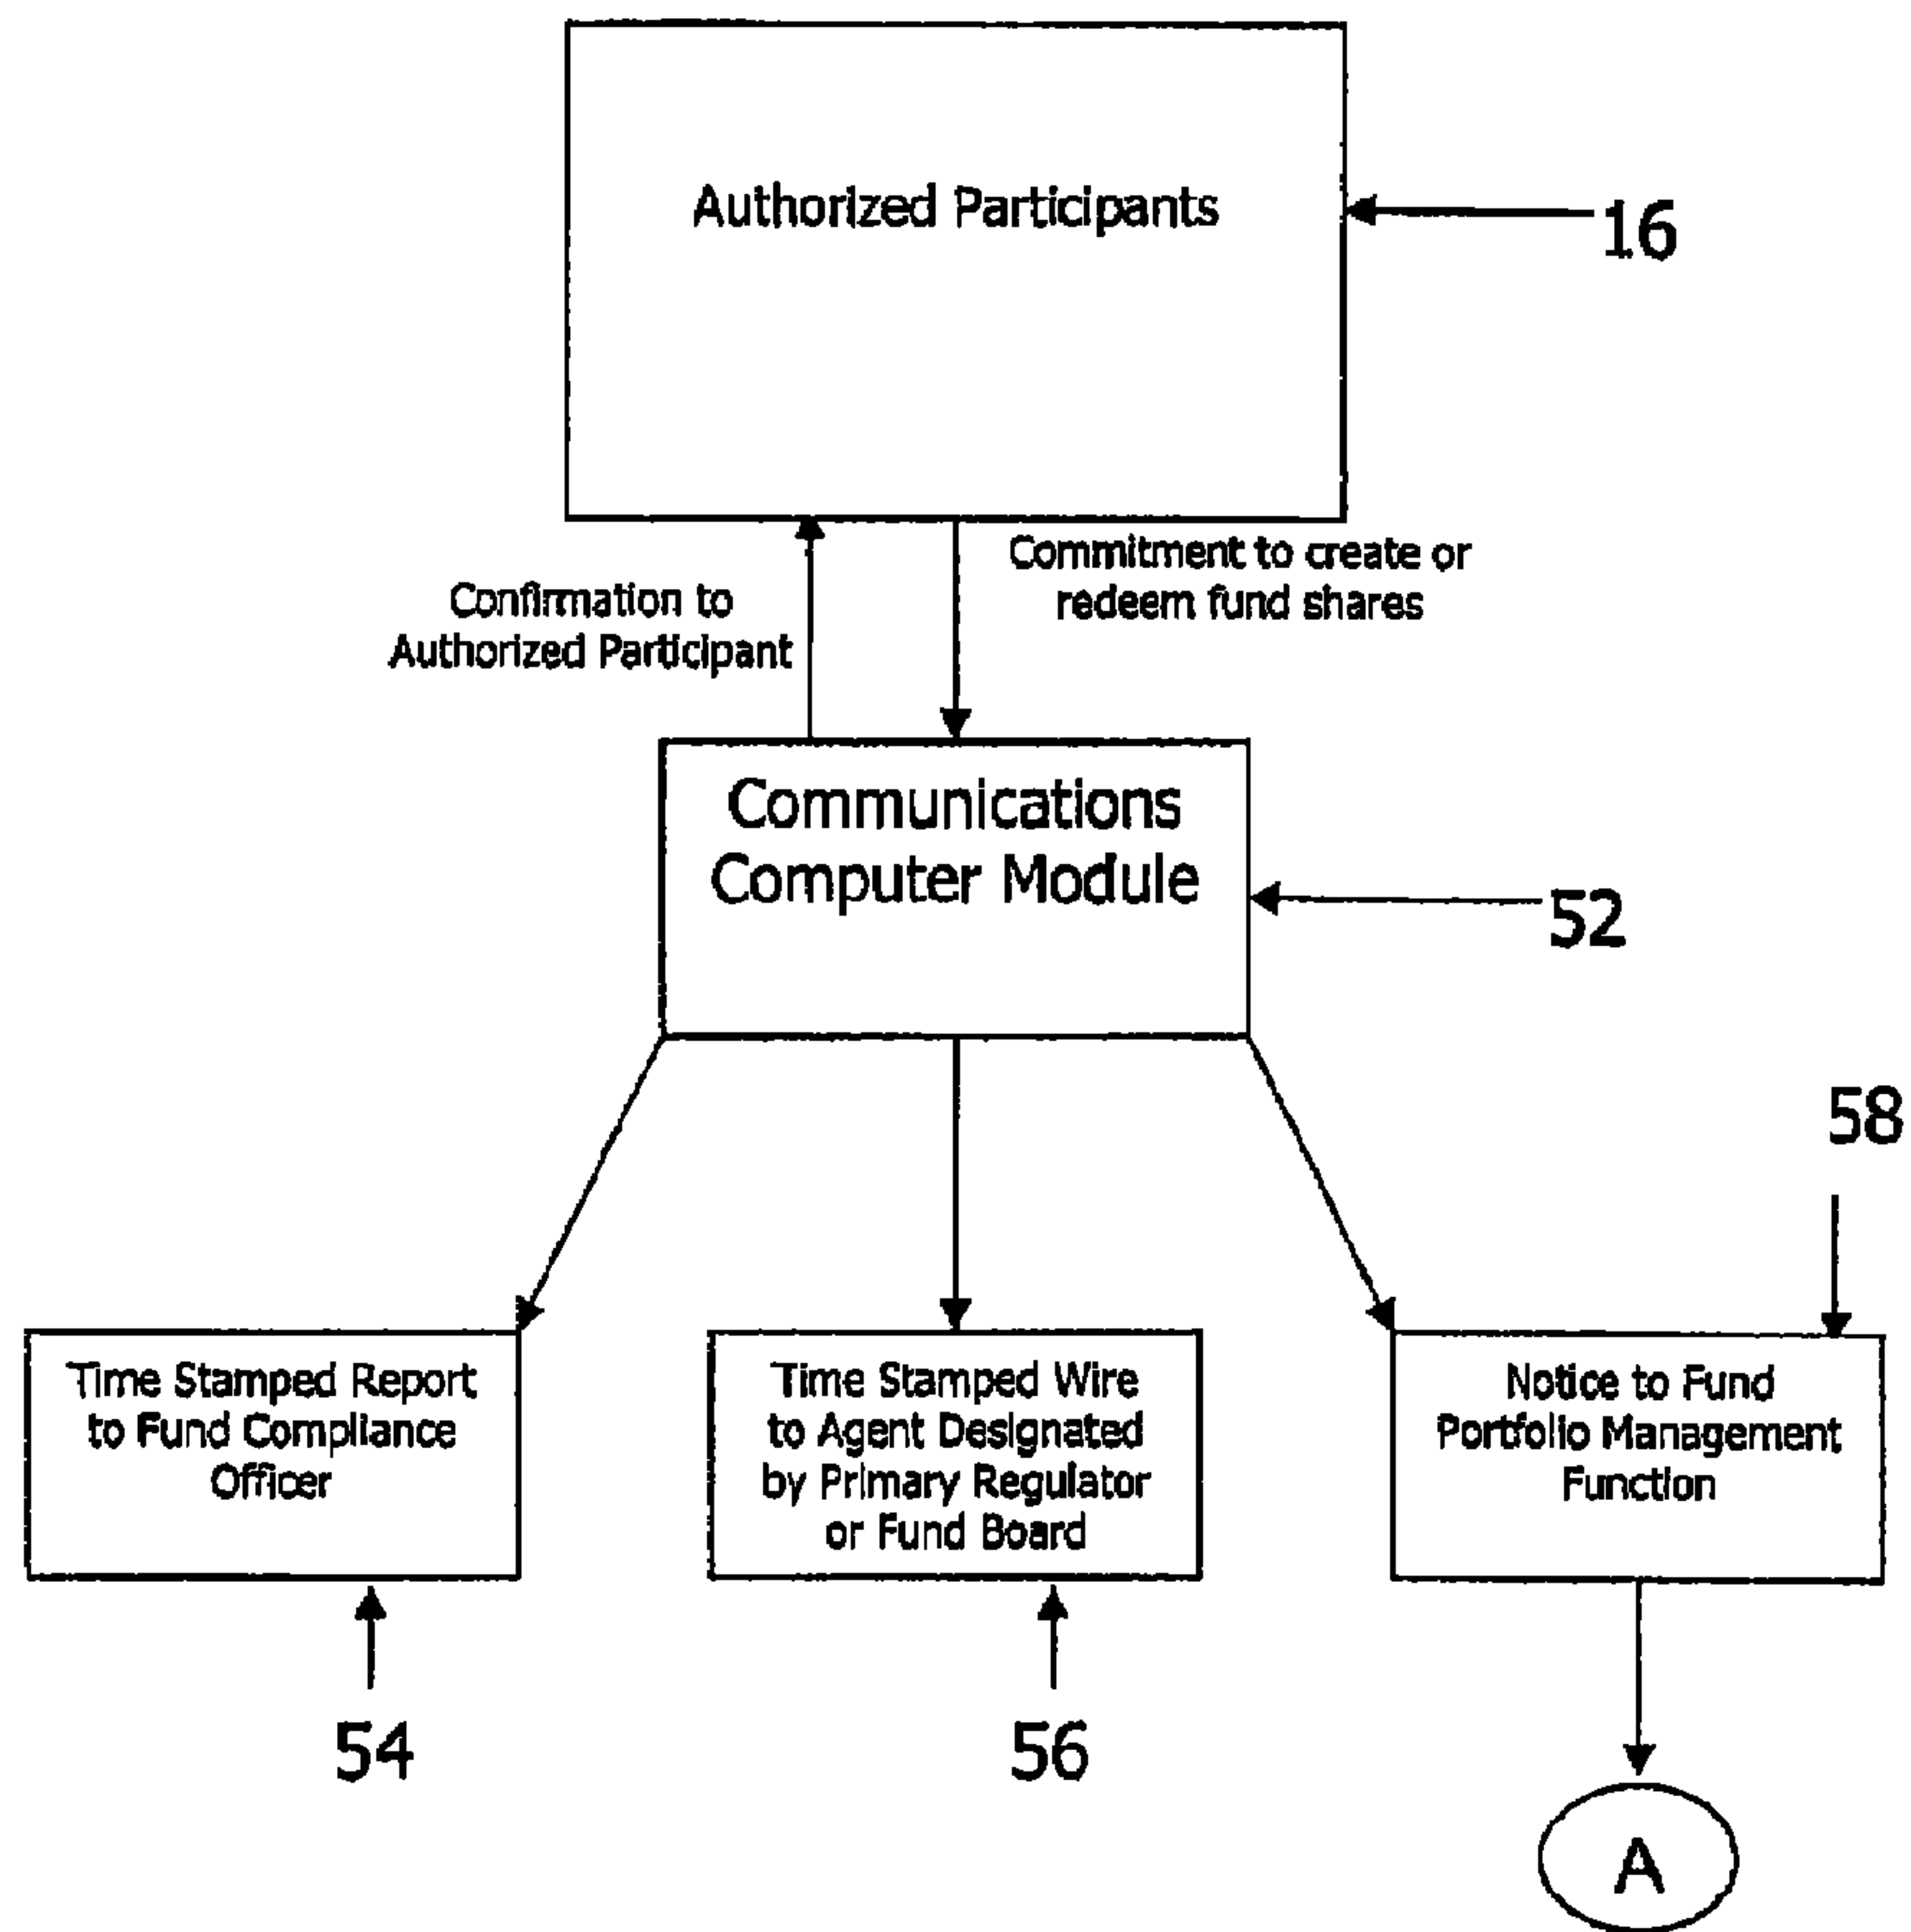 Authorized Participants
16
Commitment to create or
redeem fund shares
Confirmation to
Authorized Participant
Communications
Computer Module
52
58
Time Stamped Report
to Fund Compliance
Officer
Time Stamped Wire
to Agent Designated
by Primary Regulator
or Fund Board
Notice to Fund
Portfolio Management
Function
54
56
A